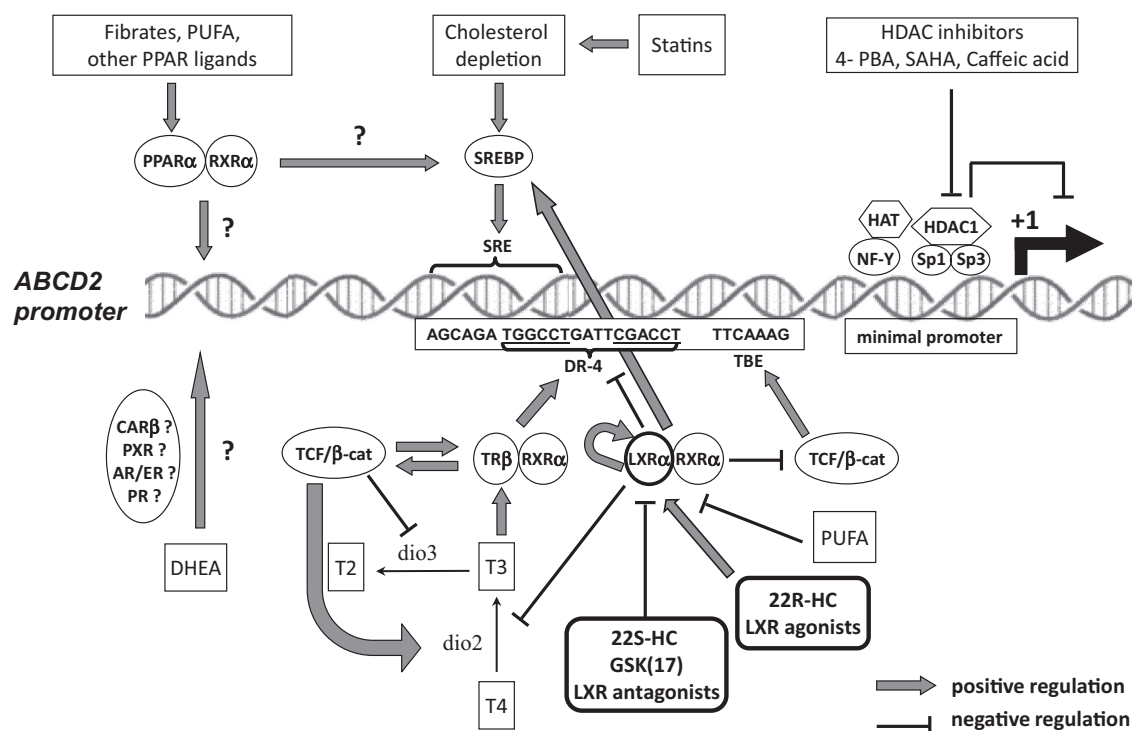 Fibrates, PUFA,
other PPAR ligands
Cholesterol
depletion
Statins
HDAC inhibitors
4- PBA, SAHA, Caffeic acid
PPARα
RXRα
?
SREBP
?
SRE
HAT
HDAC1
NF-Y
Sp1
Sp3
+1
ABCD2
promoter
AGCAGA TGGCCTGATTCGACCT TTCAAAG
minimal promoter
DR-4
TBE
CARβ ?
PXR ?
AR/ER ?
PR ?
?
TCF/β-cat
TRβ
RXRα
LXRα
RXRα
TCF/β-cat
DHEA
T2
dio3
T3
PUFA
dio2
T4
22S-HC
GSK(17)
LXR antagonists
22R-HC
LXR agonists
positive regulation
negative regulation